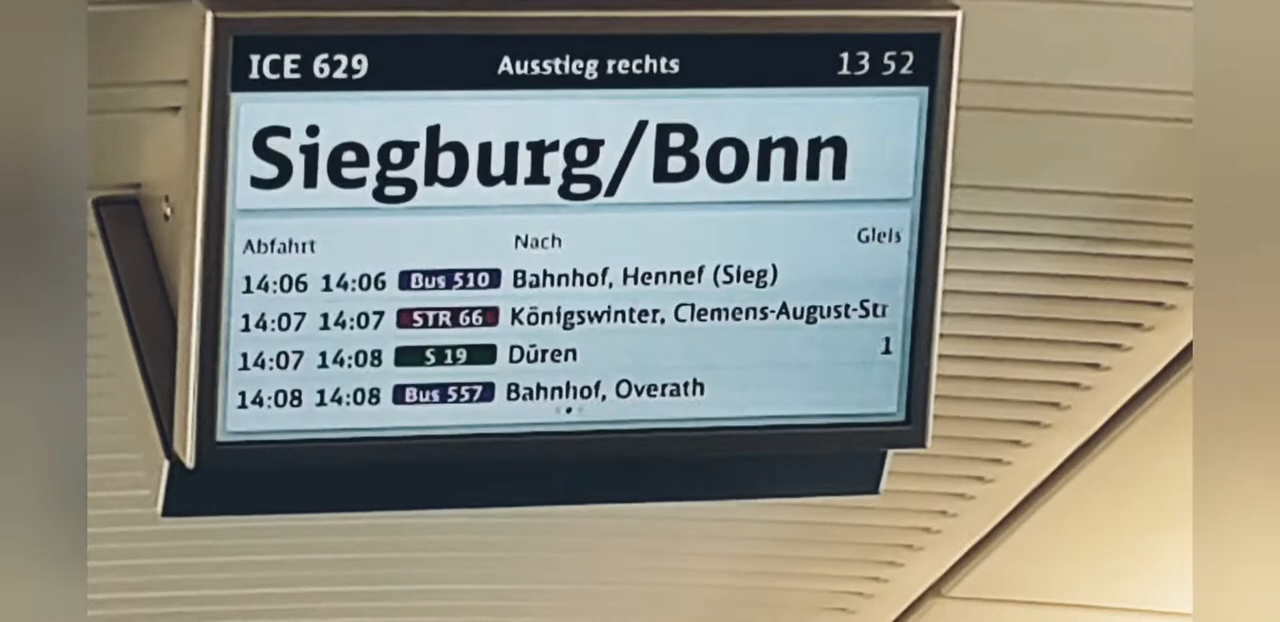 ICE 629 Ausstieg rechts 13 52
Siegburg/Bonn
Abfahrt Nach Gleis
14:06 14:06 Bus 510 Bahnhof, Hennef (Sieg)
14:07 14:07 STR 66 Königswinter, Clemens-August-Str
14:07 14:08 S 19 Düren 1
14:08 14:08 Bus 557 Bahnhof, Overath